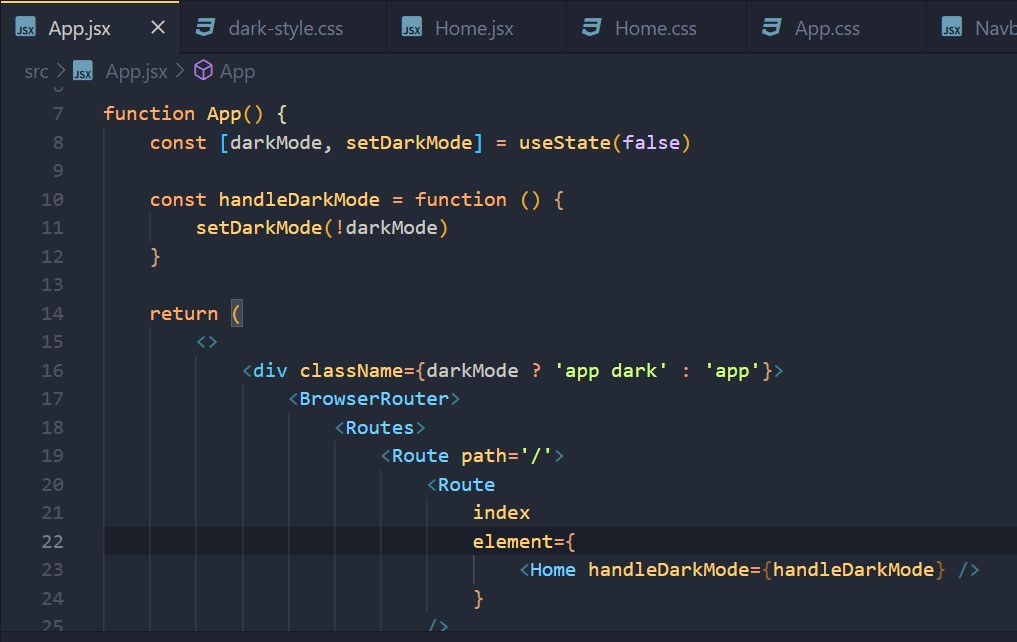 JSX App.jsx × dark-style.css JSX Home.jsx Home.css App.css JSX Navb
src > JSX App.jsx > App
6
7 function App() {
8 const [darkMode, setDarkMode] = useState(false)
9
10 const handleDarkMode = function () {
11 setDarkMode(!darkMode)
12 }
13
14 return (
15 <>
16 <div className={darkMode ? 'app dark' : 'app'}>
17 <BrowserRouter>
18 <Routes>
19 <Route path='/'>
20 <Route
21 index
22 element={
23 <Home handleDarkMode={handleDarkMode} />
24 }
25 />